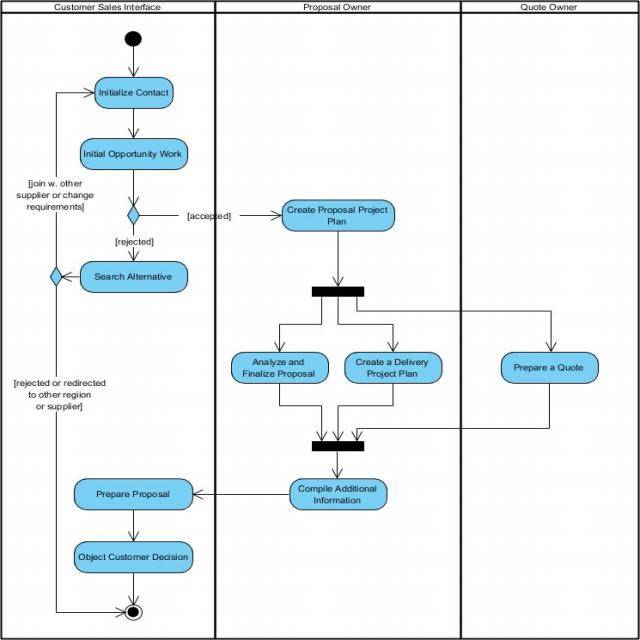 Customer Sales Interface
Proposal Owner
Quote Owner
Initialize Contact
Initial Opportunity Work
[join w. other
supplier or change
requirements]
[accepted]
Create Proposal Project
Plan
[rejected]
Search Alternative
Analyze and
Finalize Proposal
Create a Delivery
Project Plan
Prepare a Quote
[rejected or redirected
to other regiion
or supplier]
Compile Additional
Information
Prepare Proposal
Object Customer Decision